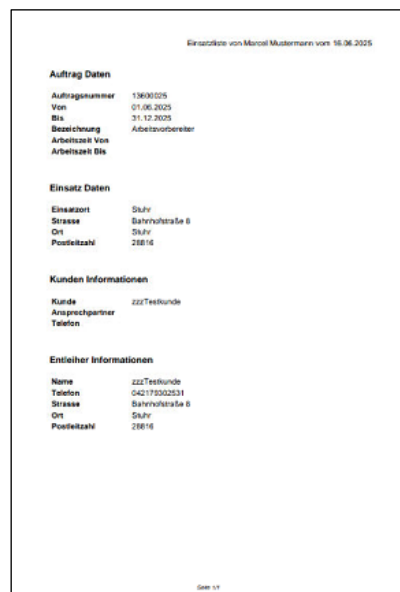 Einsatzliste von Marcel Mustermann vom 16.06.2025
Auftrag Daten
Auftragsnummer 13600025
Von 01.06.2025
Bis 31.12.2025
Bezeichnung Arbeitsvorbereiter
Arbeitszeit Von
Arbeitszeit Bis
Einsatz Daten
Einsatzort Stuhr
Strasse Bahnhofstraße 8
Ort Stuhr
Postleitzahl 28816
Kunden Informationen
Kunde zzzTestkunde
Ansprechpartner
Telefon
Entleiher Informationen
Name zzzTestkunde
Telefon 042179302531
Strasse Bahnhofstraße 8
Ort Stuhr
Postleitzahl 28816
Seite 1/1